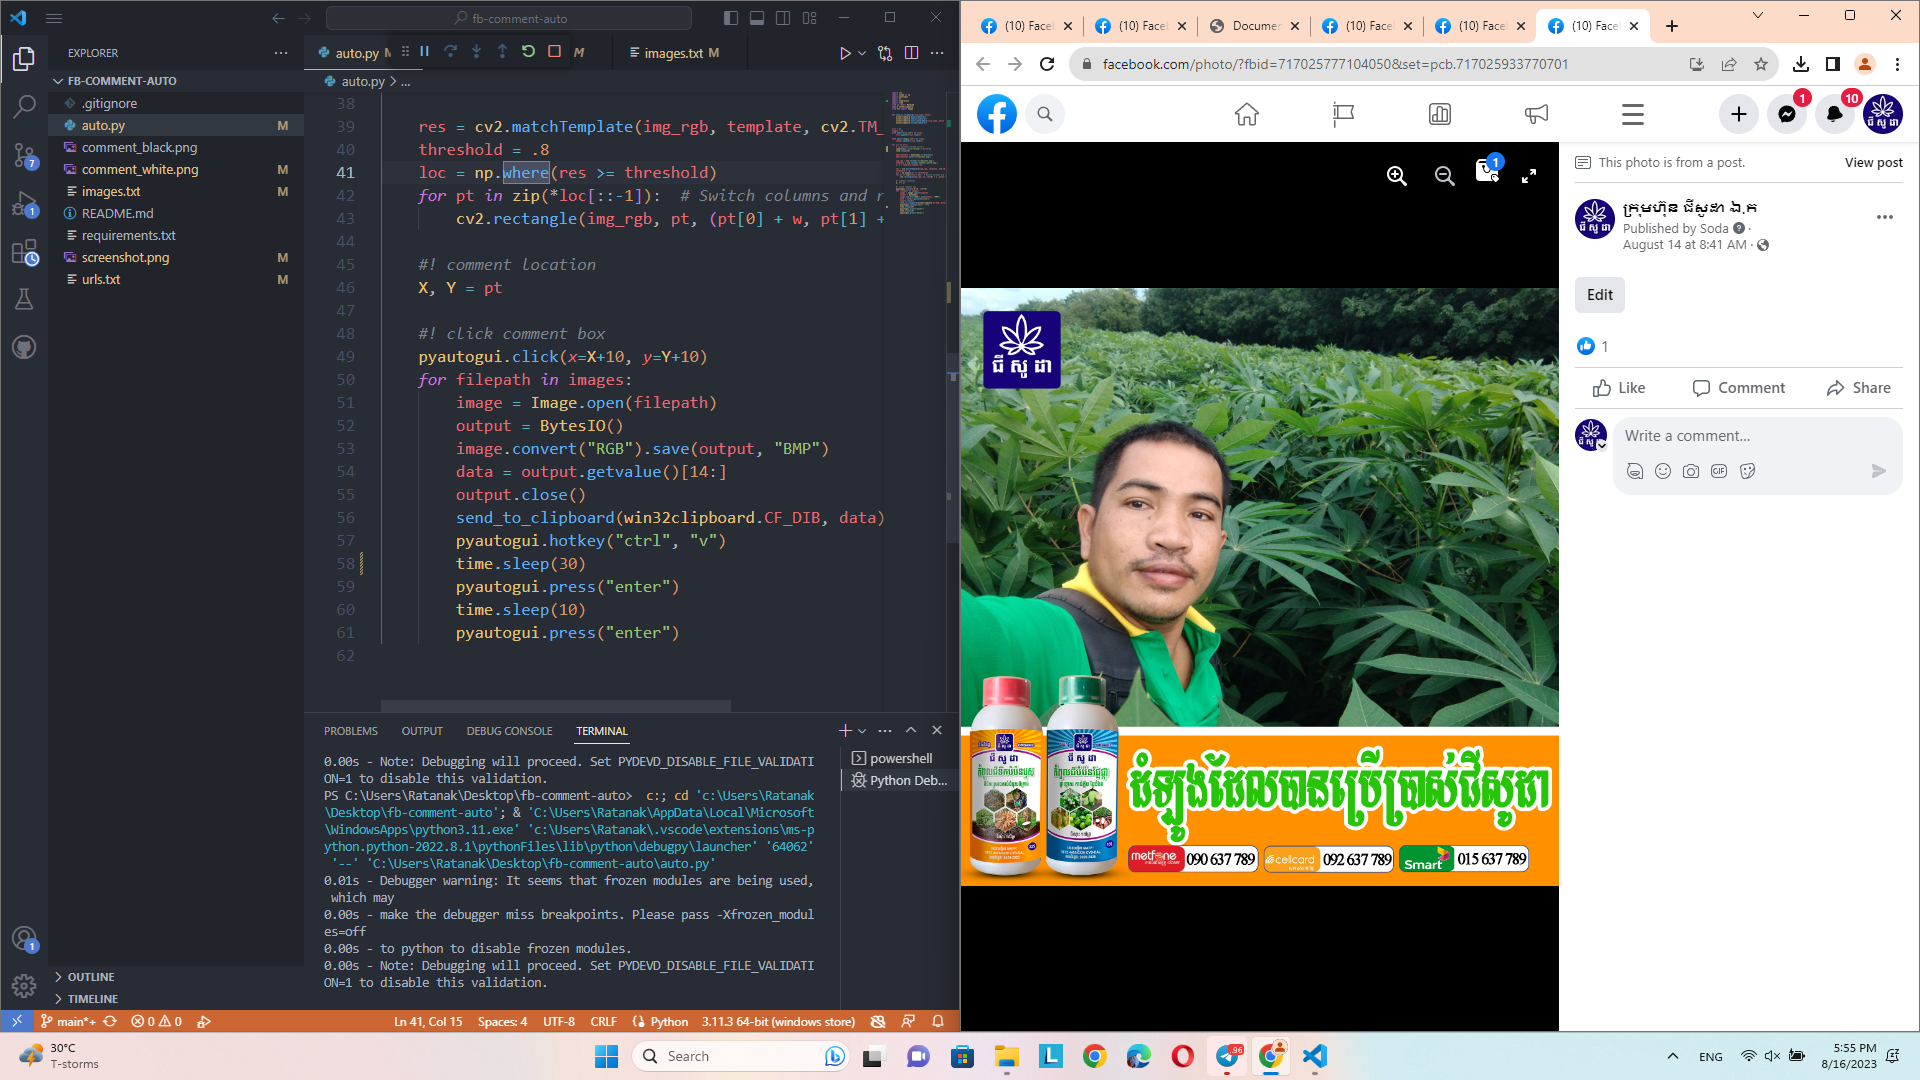 fb-comment-auto
EXPLORER
FB-COMMENT-AUTO
.gitignore
auto.py M
comment_black.png
comment_white.png M
images.txt M
README.md
requirements.txt
screenshot.png M
urls.txt M
OUTLINE
TIMELINE
7
1
1
auto.py M
images.txt M
auto.py > ...
38
39 res = cv2.matchTemplate(img_rgb, template, cv2.TM_
40 threshold = .8
41 loc = np.where(res >= threshold)
42 for pt in zip(*loc[::-1]):  # Switch columns and r
43 cv2.rectangle(img_rgb, pt, (pt[0] + w, pt[1] +
44
45 #! comment location
46 X, Y = pt
47
48 #! click comment box
49 pyautogui.click(x=X+10, y=Y+10)
50 for filepath in images:
51 image = Image.open(filepath)
52 output = BytesIO()
53 image.convert("RGB").save(output, "BMP")
54 data = output.getvalue()[14:]
55 output.close()
56 send_to_clipboard(win32clipboard.CF_DIB, data)
57 pyautogui.hotkey("ctrl", "v")
58 time.sleep(30)
59 pyautogui.press("enter")
60 time.sleep(10)
61 pyautogui.press("enter")
62
PROBLEMS OUTPUT DEBUG CONSOLE TERMINAL
powershell
Python Deb...
0.00s - Note: Debugging will proceed. Set PYDEVD_DISABLE_FILE_VALIDATI
ON=1 to disable this validation.
PS C:\Users\Ratanak\Desktop\fb-comment-auto>  c:; cd 'c:\Users\Ratanak
\Desktop\fb-comment-auto'; & 'C:\Users\Ratanak\AppData\Local\Microsoft
\WindowsApps\python3.11.exe' 'c:\Users\Ratanak\.vscode\extensions\ms-p
ython.python-2022.8.1\pythonFiles\lib\python\debugpy\launcher' '64062'
'--' 'C:\Users\Ratanak\Desktop\fb-comment-auto\auto.py'
0.01s - Debugger warning: It seems that frozen modules are being used,
which may
0.00s - make the debugger miss breakpoints. Please pass -Xfrozen_modul
es=off
0.00s - to python to disable frozen modules.
0.00s - Note: Debugging will proceed. Set PYDEVD_DISABLE_FILE_VALIDATI
ON=1 to disable this validation.
main*+ 0 0 Ln 41, Col 15 Spaces: 4 UTF-8 CRLF Python 3.11.3 64-bit (windows store)
(10) Facel (10) Facel Documen (10) Facel (10) Facel (10) Facel
facebook.com/photo/?fbid=717025777104050&set=pcb.717025933770701
1 10
1
ជី សូ ដា
This photo is from a post. View post
ក្រុមហ៊ុន ជីសូដា ឯ.ក
Published by Soda ·
August 14 at 8:41 AM ·
Edit
1
Like Comment Share
Write a comment...
GIF
ដំឡូងដែលបានប្រើប្រាស់ជីសូដា
metfone 090 637 789 cellcard 092 637 789 Smart 015 637 789
30°C
T-storms
Search
96
ENG
5:55 PM
8/16/2023